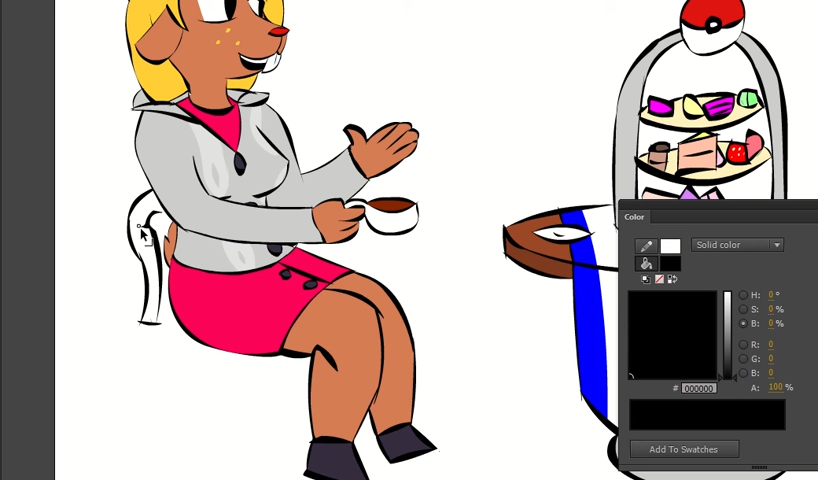 Color
Solid color
H: 0 °
S: 0 %
B: 0 %
R: 0
G: 0
B: 0
# 000000 A: 100 %
Add To Swatches